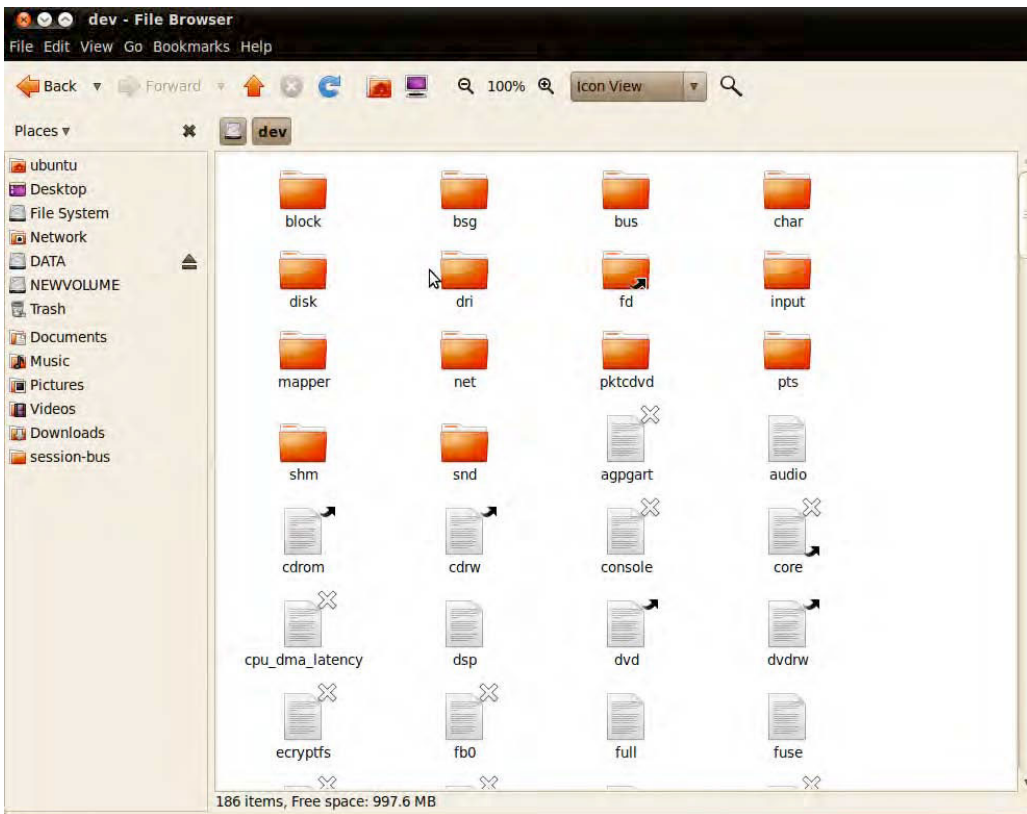 dev - File Browser
File Edit View Go Bookmarks Help
Back Forward 100% Icon View
Places dev
ubuntu
Desktop
File System
Network
DATA
NEWVOLUME
Trash
Documents
Music
Pictures
Videos
Downloads
session-bus
block bsg bus char
disk dri fd input
mapper net pktcdvd pts
shm snd agpgart audio
cdrom cdrw console core
cpu_dma_latency dsp dvd dvdrw
ecryptfs fb0 full fuse
186 items, Free space: 997.6 MB